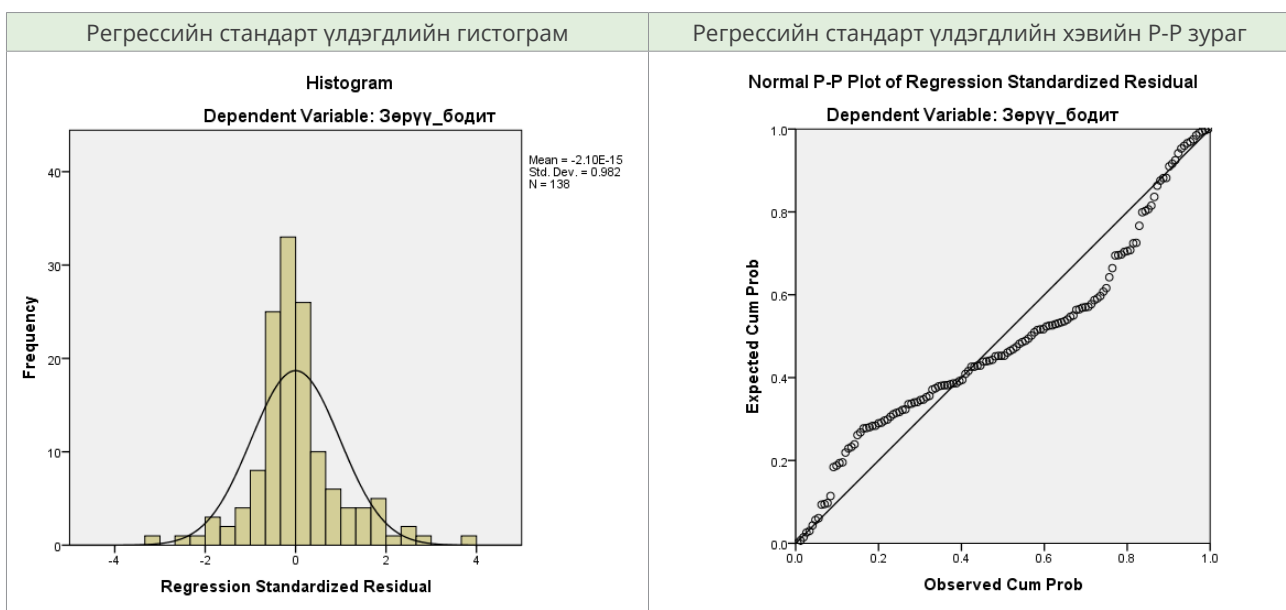 Регрессийн стандарт үлдэгдлийн гистограм
Histogram
Dependent Variable: Зөрүү_бодит
Mean = -2.10E-15
Std. Dev. = 0.982
N = 138
Frequency
40
30
20
10
0
-4
-2
0
2
4
Regression Standardized Residual
Регрессийн стандарт үлдэгдлийн хэвийн P-P зураг
Normal P-P Plot of Regression Standardized Residual
Dependent Variable: Зөрүү_бодит
Expected Cum Prob
1.0
0.8
0.6
0.4
0.2
0.0
0.0
0.2
0.4
0.6
0.8
1.0
Observed Cum Prob